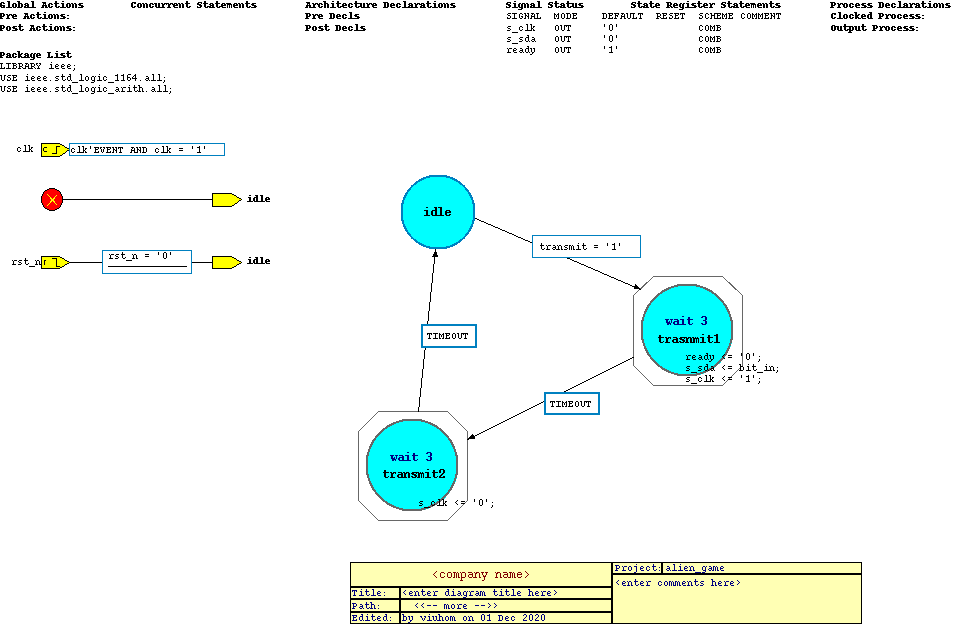 Global Actions
Pre Actions:
Post Actions:
Concurrent Statements
Architecture Declarations
Pre Decls
Post Decls
Signal Status
SIGNAL MODE DEFAULT RESET SCHEME COMMENT
s_clk OUT '0' COMB
s_sda OUT '0' COMB
ready OUT '1' COMB
State Register Statements
Process Declarations
Clocked Process:
Output Process:
Package List
LIBRARY ieee;
USE ieee.std_logic_1164.all;
USE ieee.std_logic_arith.all;
clk C clk'EVENT AND clk = '1'
idle
rst_n r rst_n = '0' idle
idle
transmit = '1'
wait 3
trasnmit1
ready <= '0';
s_sda <= bit_in;
s_clk <= '1';
TIMEOUT
TIMEOUT
wait 3
transmit2
s_clk <= '0';
<company name>
Title: <enter diagram title here>
Path: <<-- more -->>
Edited: by viuhom on 01 Dec 2020
Project: alien_game
<enter comments here>